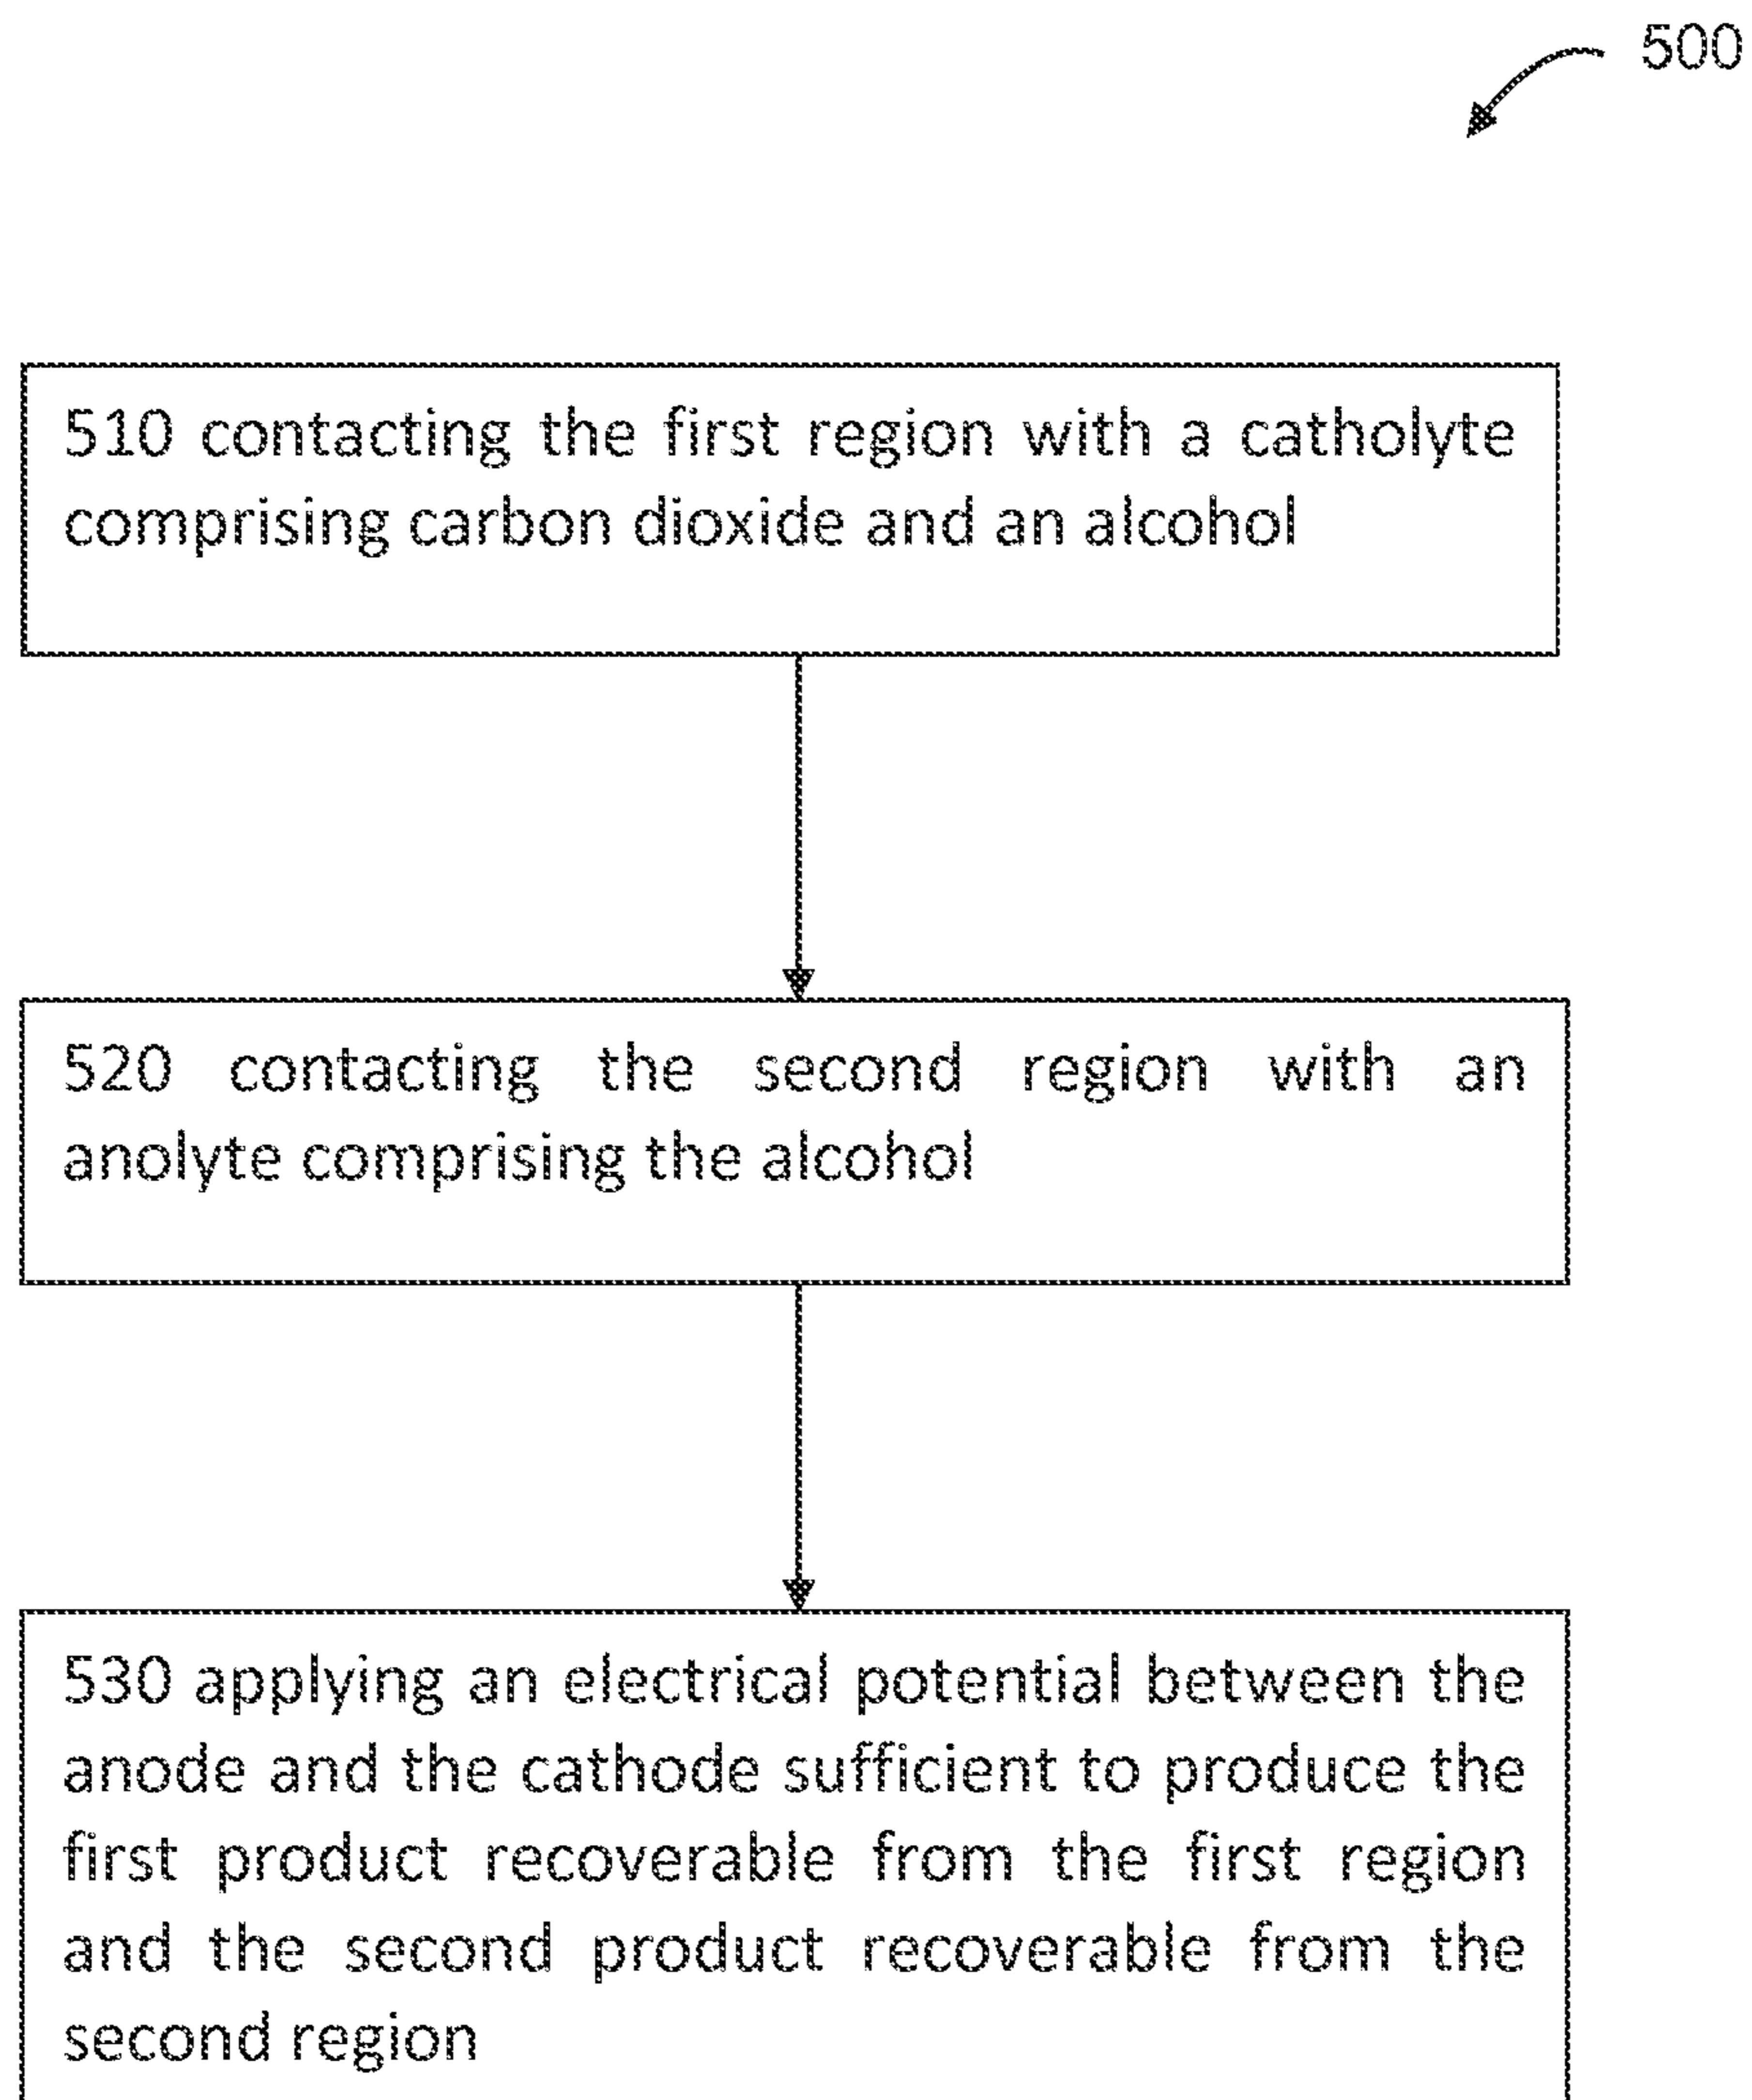 500
510 contacting the first region with a catholyte
comprising carbon dioxide and an alcohol
520 contacting the second region with an
anolyte comprising the alcohol
530 applying an electrical potential between the
anode and the cathode sufficient to produce the
first product recoverable from the first region
and the second product recoverable from the
second region